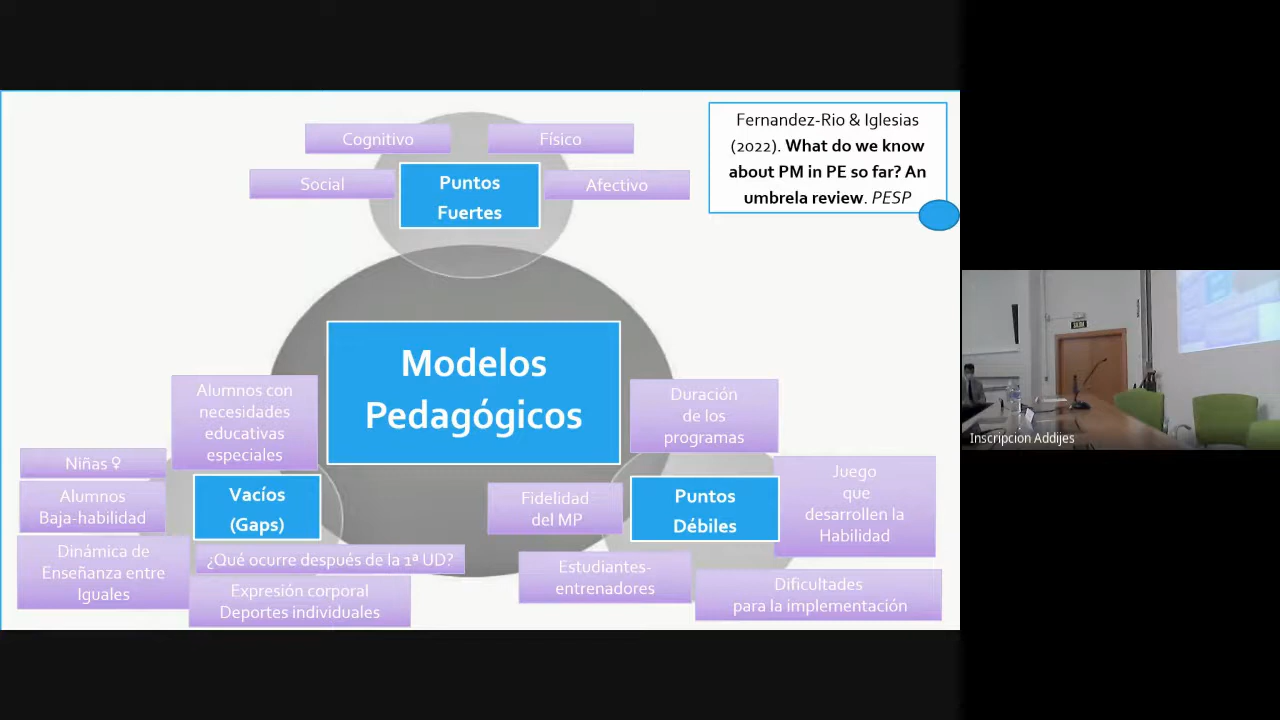 Cognitivo
Físico
Social
Puntos
Fuertes
Afectivo
Fernandez-Rio & Iglesias
(2022). What do we know
about PM in PE so far? An
umbrela review. PESP
Modelos
Pedagógicos
Alumnos con
necesidades
educativas
especiales
Niñas ♀
Alumnos
Baja-habilidad
Vacíos
(Gaps)
Dinámica de
Enseñanza entre
Iguales
¿Qué ocurre después de la 1ª UD?
Expresión corporal
Deportes individuales
Duración
de los
programas
Fidelidad
del MP
Puntos
Débiles
Juego
que
desarrollen la
Habilidad
Estudiantes-
entrenadores
Dificultades
para la implementación
SALIDA
Inscripcion Addijes